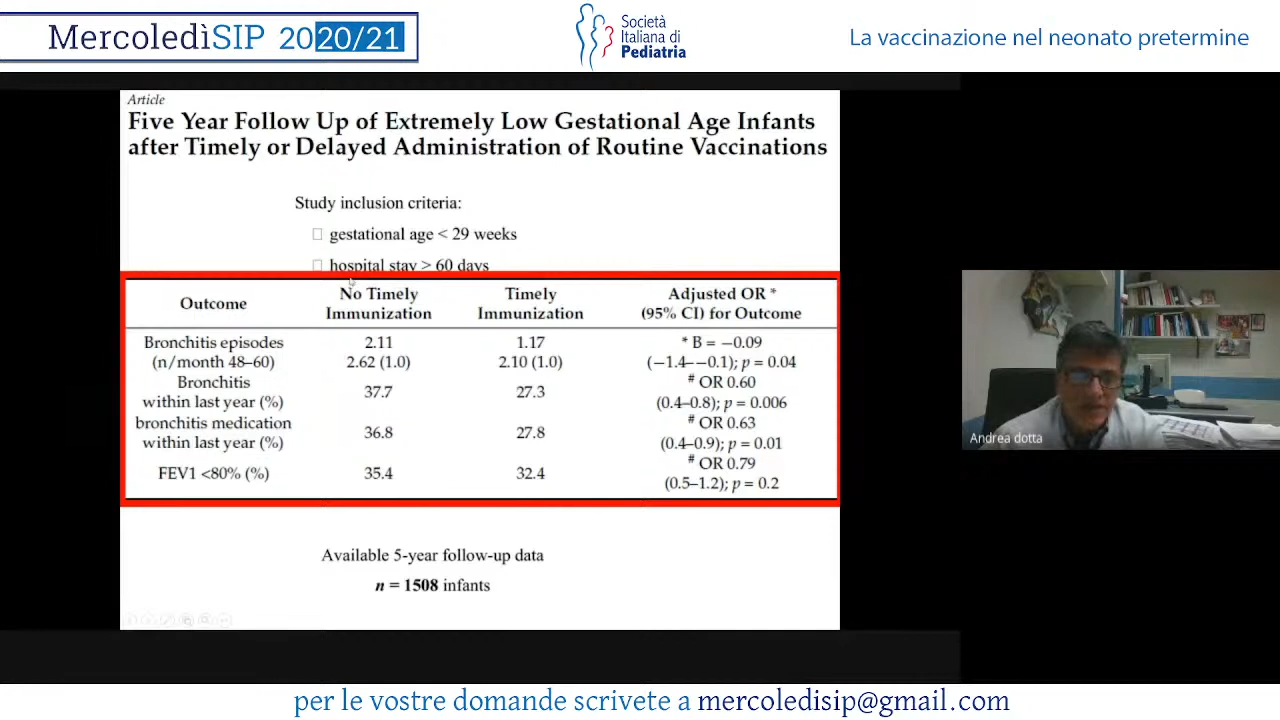 MercoledìSIP 2020/21
Società
Italiana di
Pediatria
La vaccinazione nel neonato pretermine
Article
Five Year Follow Up of Extremely Low Gestational Age Infants
after Timely or Delayed Administration of Routine Vaccinations
Study inclusion criteria:
gestational age < 29 weeks
hospital stay > 60 days
Outcome
No Timely
Immunization
Timely
Immunization
Adjusted OR *
(95% CI) for Outcome
Bronchitis episodes
(n/month 48–60)
2.11
2.62 (1.0)
1.17
2.10 (1.0)
* B = −0.09
(−1.4–−0.1); p = 0.04
Bronchitis
within last year (%)
37.7
27.3
# OR 0.60
(0.4–0.8); p = 0.006
bronchitis medication
within last year (%)
36.8
27.8
# OR 0.63
(0.4–0.9); p = 0.01
FEV1 <80% (%)
35.4
32.4
# OR 0.79
(0.5–1.2); p = 0.2
Available 5-year follow-up data
n = 1508 infants
Andrea dotta
per le vostre domande scrivete a mercoledisip@gmail.com